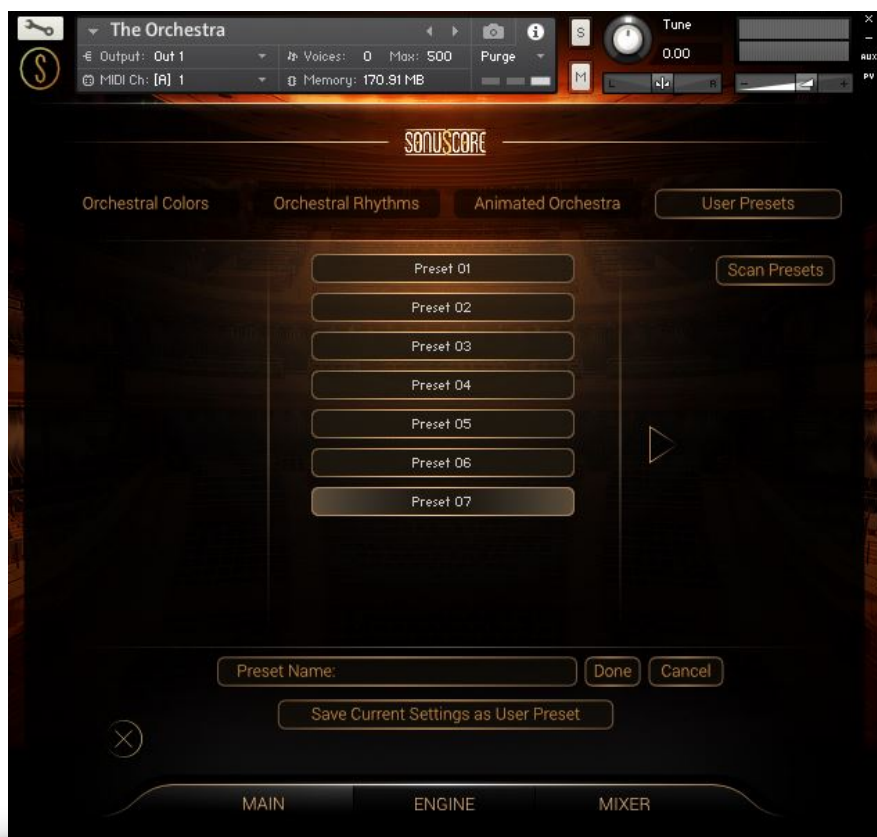 The Orchestra
Output: Out 1
Voices: 0 Max: 500
Purge
MIDI Ch: [A] 1
Memory: 170.91 MB
S
M
Tune
0.00
L R
- +
×
-
AUX
PV
S
SONUSCORE
Orchestral Colors
Orchestral Rhythms
Animated Orchestra
User Presets
Preset 01
Scan Presets
Preset 02
Preset 03
Preset 04
Preset 05
Preset 06
Preset 07
Preset Name:
Done
Cancel
Save Current Settings as User Preset
MAIN
ENGINE
MIXER